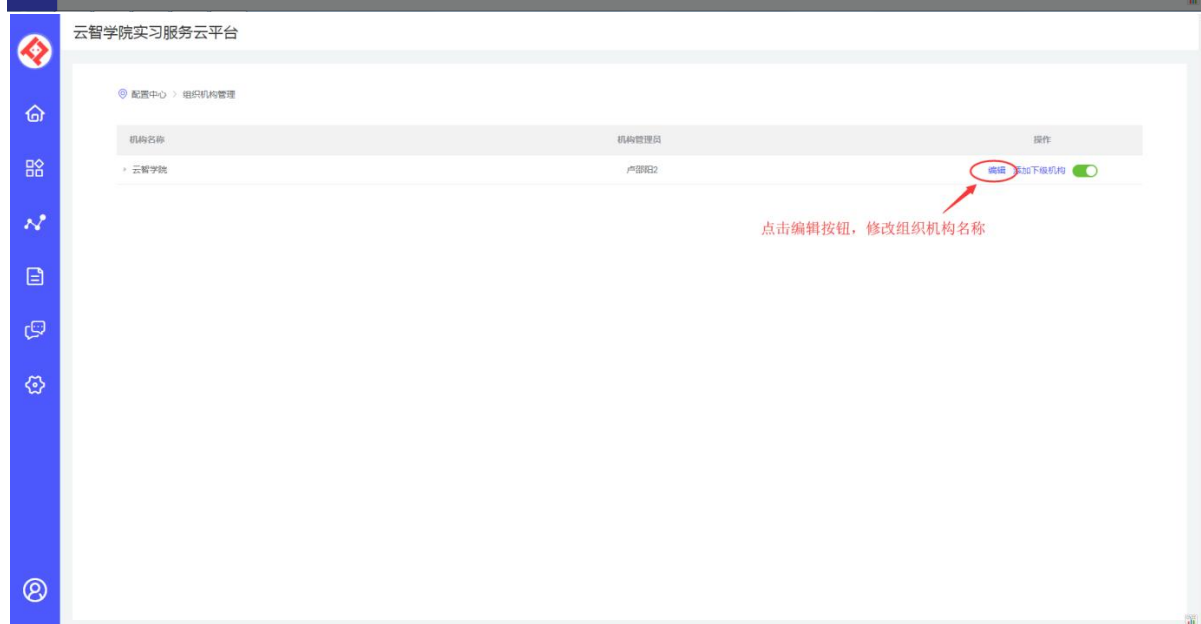 云智学院实习服务云平台
配置中心 > 组织机构管理
机构名称 机构管理员 操作
云智学院 卢邵阳2 编辑 添加下级机构
点击编辑按钮，修改组织机构名称